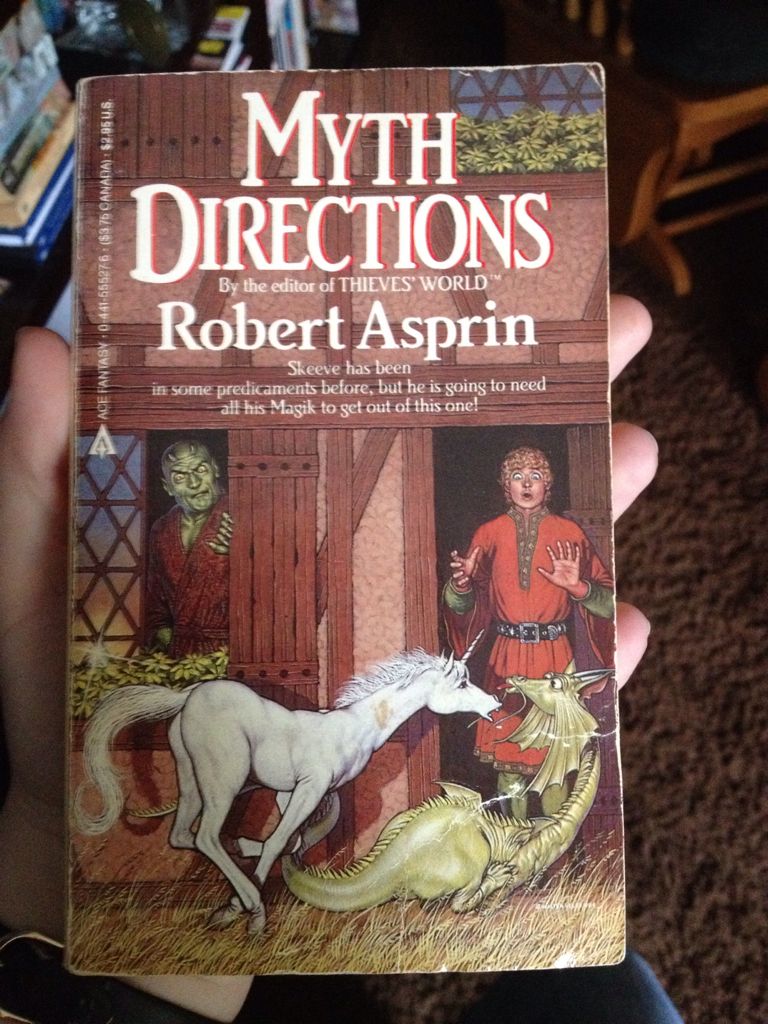 MYTH
DIRECTIONS
By the editor of THIEVES' WORLD™
Robert Asprin
Skeeve has been
in some predicaments before, but he is going to need
all his Magik to get out of this one!
A ACE FANTASY · 0-441-55527-6 · ($3.75 CANADA) · $2.95 U.S.